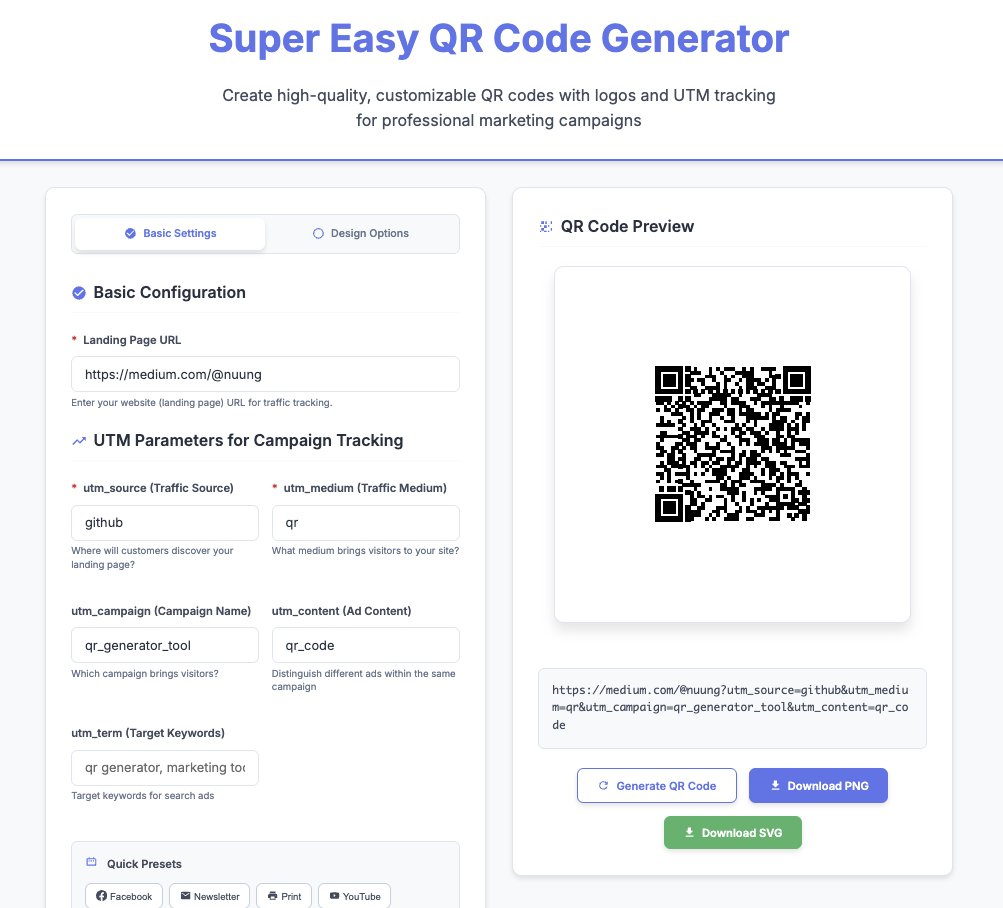 Super Easy QR Code Generator
Create high-quality, customizable QR codes with logos and UTM tracking
for professional marketing campaigns
Basic Settings
Design Options
Basic Configuration
* Landing Page URL
https://medium.com/@nuung
Enter your website (landing page) URL for traffic tracking.
UTM Parameters for Campaign Tracking
* utm_source (Traffic Source)
* utm_medium (Traffic Medium)
github
qr
Where will customers discover your
landing page?
What medium brings visitors to your site?
utm_campaign (Campaign Name)
utm_content (Ad Content)
qr_generator_tool
qr_code
Which campaign brings visitors?
Distinguish different ads within the same
campaign
utm_term (Target Keywords)
qr generator, marketing too
Target keywords for search ads
Quick Presets
Facebook
Newsletter
Print
YouTube
QR Code Preview
https://medium.com/@nuung?utm_source=github&utm_mediu
m=qr&utm_campaign=qr_generator_tool&utm_content=qr_co
de
Generate QR Code
Download PNG
Download SVG